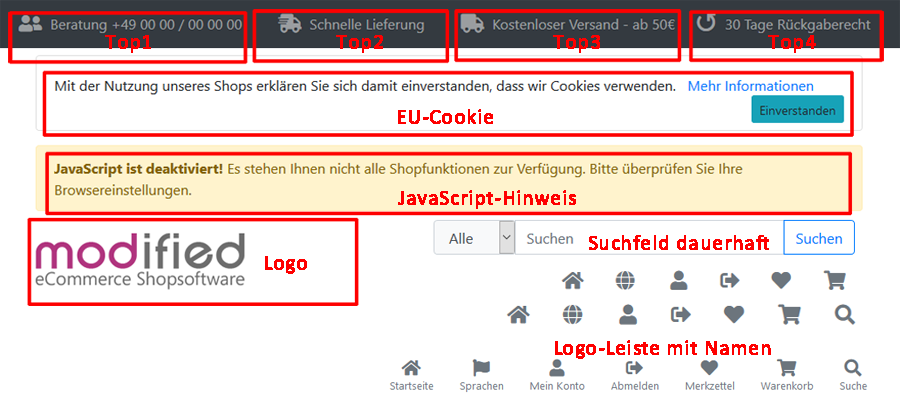 Beratung +49 00 00 / 00 00 00 Schnelle Lieferung Kostenloser Versand - ab 50€ 30 Tage Rückgaberecht
Top1 Top2 Top3 Top4
Mit der Nutzung unseres Shops erklären Sie sich damit einverstanden, dass wir Cookies verwenden. Mehr Informationen
Einverstanden
EU-Cookie
JavaScript ist deaktiviert! Es stehen Ihnen nicht alle Shopfunktionen zur Verfügung. Bitte überprüfen Sie Ihre
Browsereinstellungen.
JavaScript-Hinweis
modified
eCommerce Shopsoftware
Logo
Alle Suchen Suchfeld dauerhaft Suchen
Logo-Leiste mit Namen
Startseite Sprachen Mein Konto Abmelden Merkzettel Warenkorb Suche